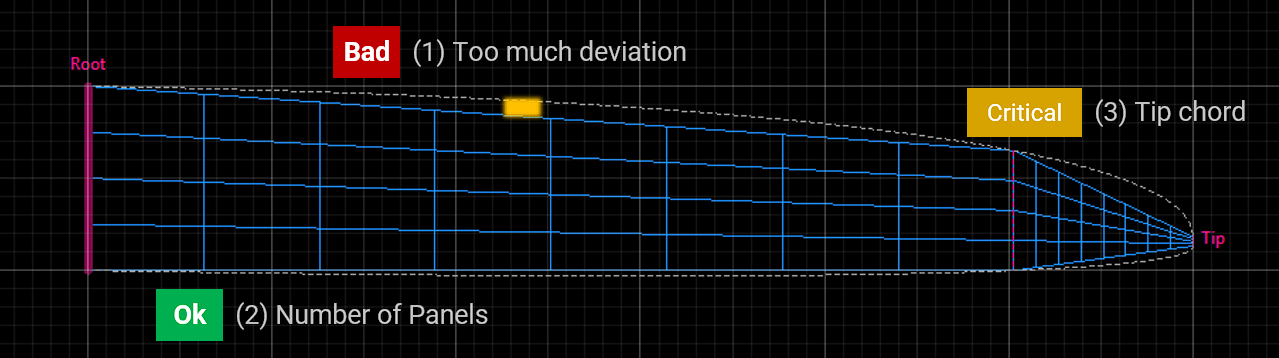 Bad (1) Too much deviation
Root
Critical (3) Tip chord
Tip
Ok (2) Number of Panels